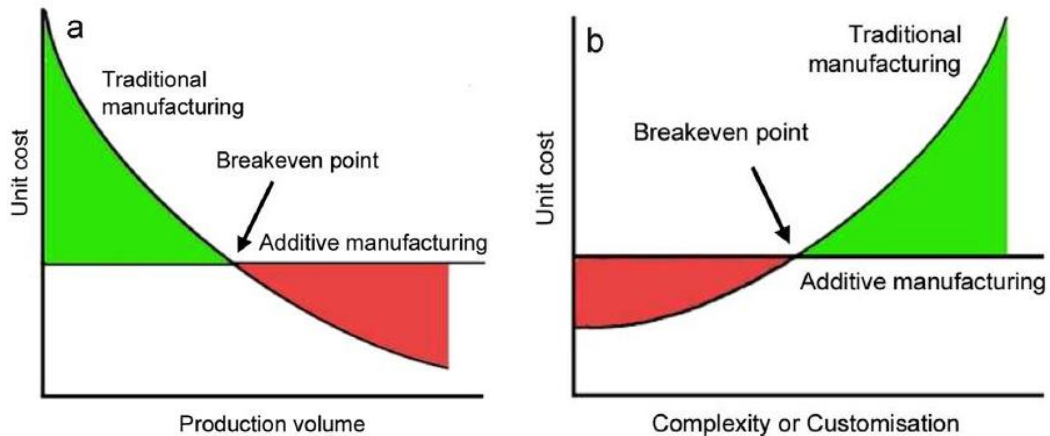 a
Traditional
manufacturing
Breakeven point
Additive manufacturing
Unit cost
Production volume
b
Traditional
manufacturing
Breakeven point
Additive manufacturing
Unit cost
Complexity or Customisation